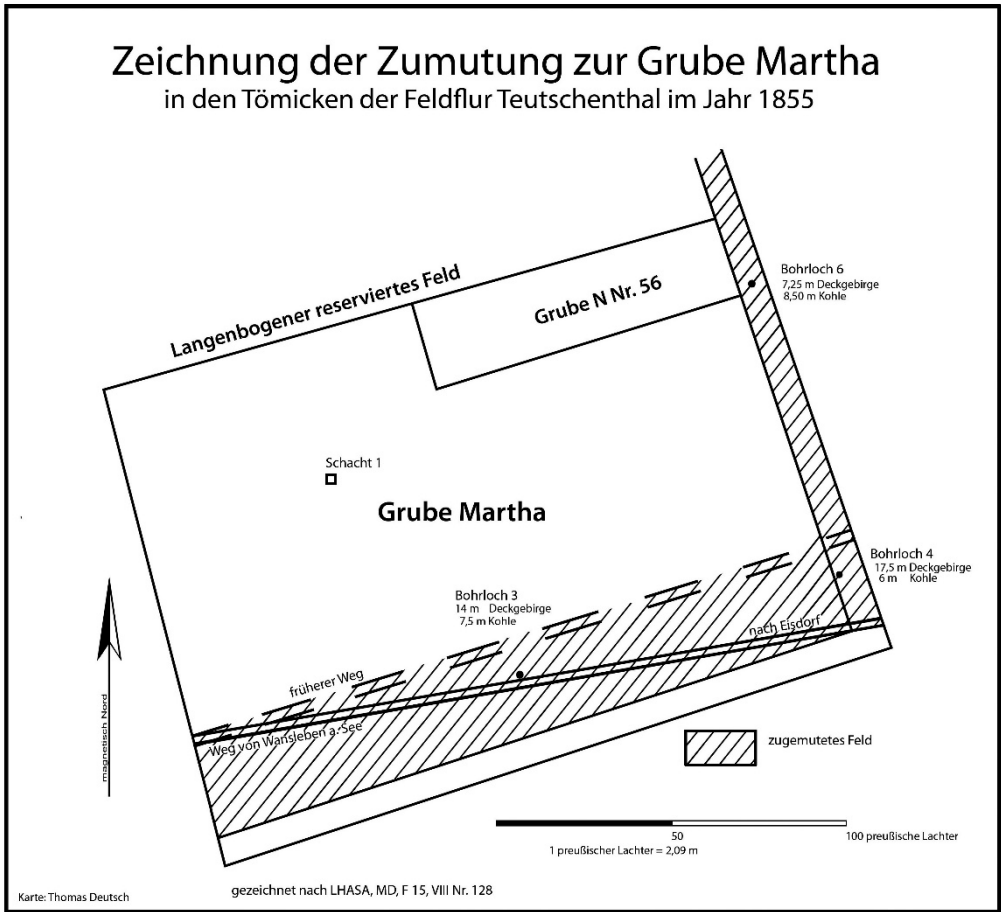 Zeichnung der Zumutung zur Grube Martha
in den Tömicken der Feldflur Teutschenthal im Jahr 1855
Langenbogener reserviertes Feld
Grube N Nr. 56
Bohrloch 6
7,25 m Deckgebirge
8,50 m Kohle
Schacht 1
Grube Martha
Bohrloch 4
17,5 m Deckgebirge
6 m Kohle
Bohrloch 3
14 m Deckgebirge
7,5 m Kohle
nach Eisdorf
früherer Weg
Weg von Wansleben a.-See
magnetisch Nord
zugemutetes Feld
50
100 preußische Lachter
1 preußischer Lachter = 2,09 m
gezeichnet nach LHASA, MD, F 15, VIII Nr. 128
Karte: Thomas Deutsch